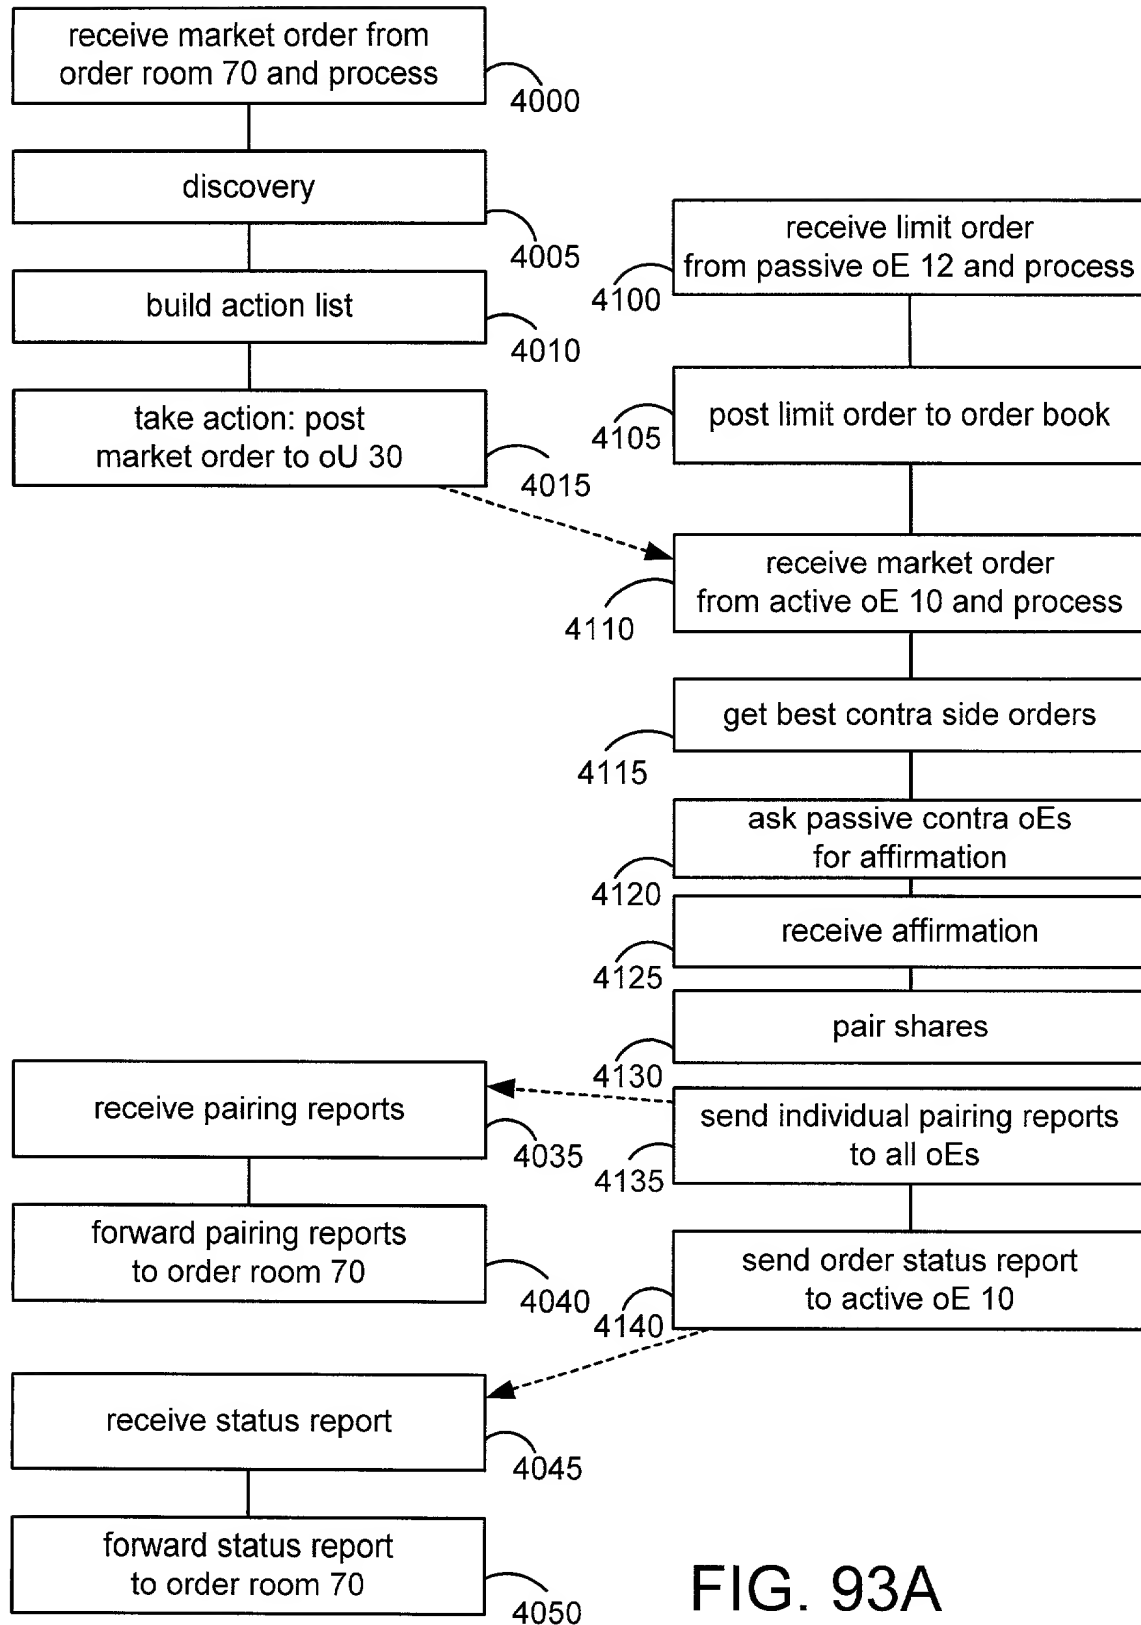 receive market order from
order room 70 and process
4000
discovery
4005
build action list
4010
take action: post
market order to oU 30
4015
receive limit order
from passive oE 12 and process
4100
post limit order to order book
4105
receive market order
from active oE 10 and process
4110
get best contra side orders
4115
ask passive contra oEs
for affirmation
4120
receive affirmation
4125
pair shares
4130
send individual pairing reports
to all oEs
4135
send order status report
to active oE 10
4140
receive pairing reports
4035
forward pairing reports
to order room 70
4040
receive status report
4045
forward status report
to order room 70
4050
FIG. 93A